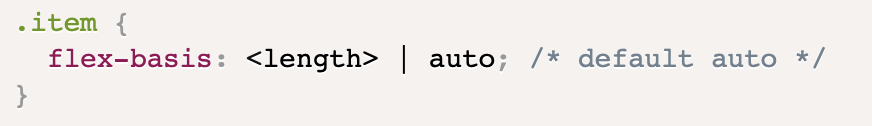 .item {
  flex-basis: <length> | auto; /* default auto */
}